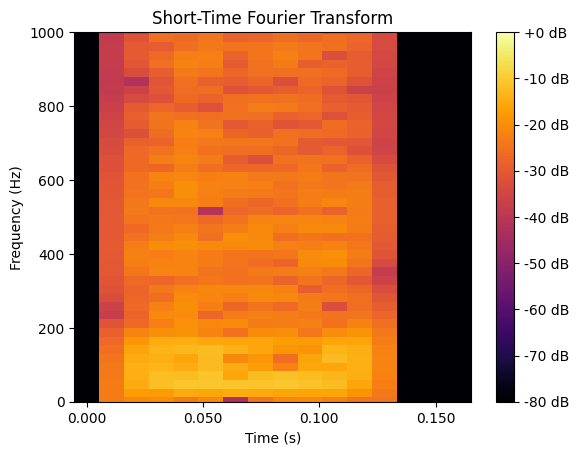 Short-Time Fourier Transform
1000
800
600
400
200
0
Frequency (Hz)
0.000
0.050
0.100
0.150
Time (s)
+0 dB
-10 dB
-20 dB
-30 dB
-40 dB
-50 dB
-60 dB
-70 dB
-80 dB